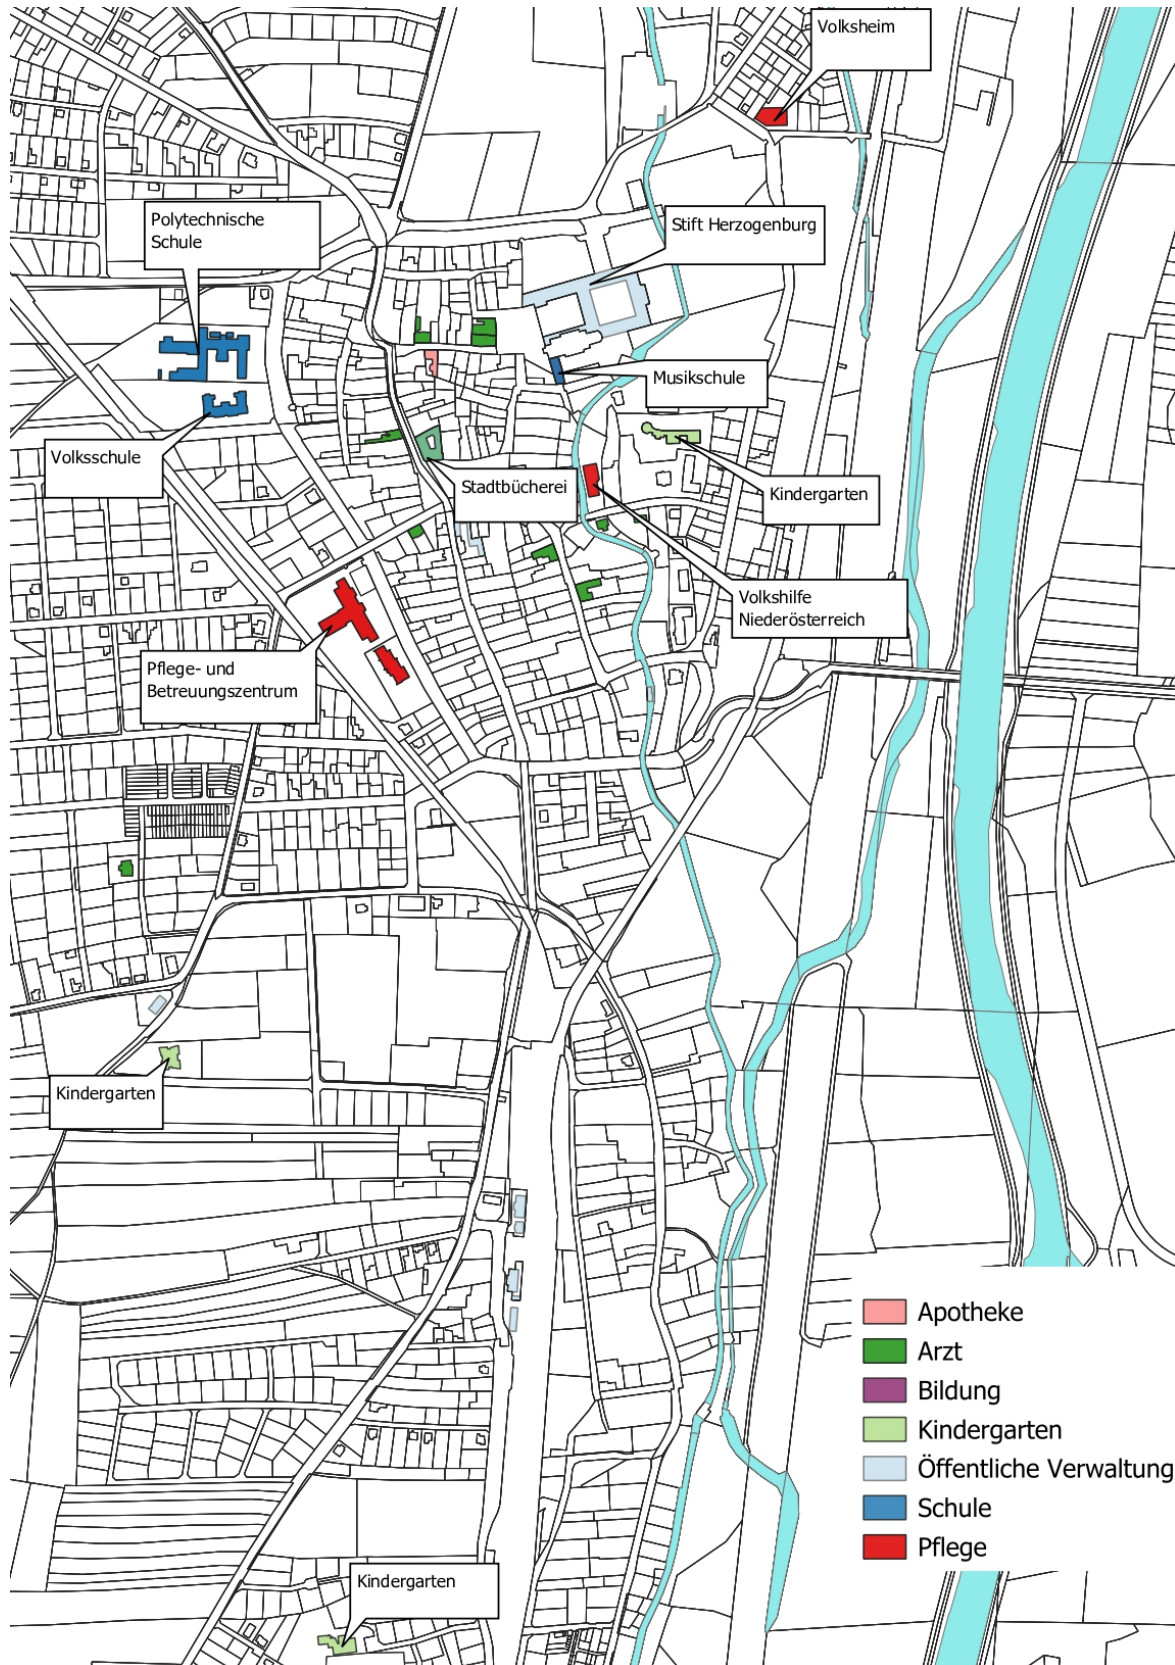 Volksheim
Polytechnische
Schule
Stift Herzogenburg
Musikschule
Volksschule
Stadtbücherei
Kindergarten
Volkshilfe
Niederösterreich
Pflege- und
Betreuungszentrum
Kindergarten
Apotheke
Arzt
Bildung
Kindergarten
Öffentliche Verwaltung
Schule
Pflege
Kindergarten